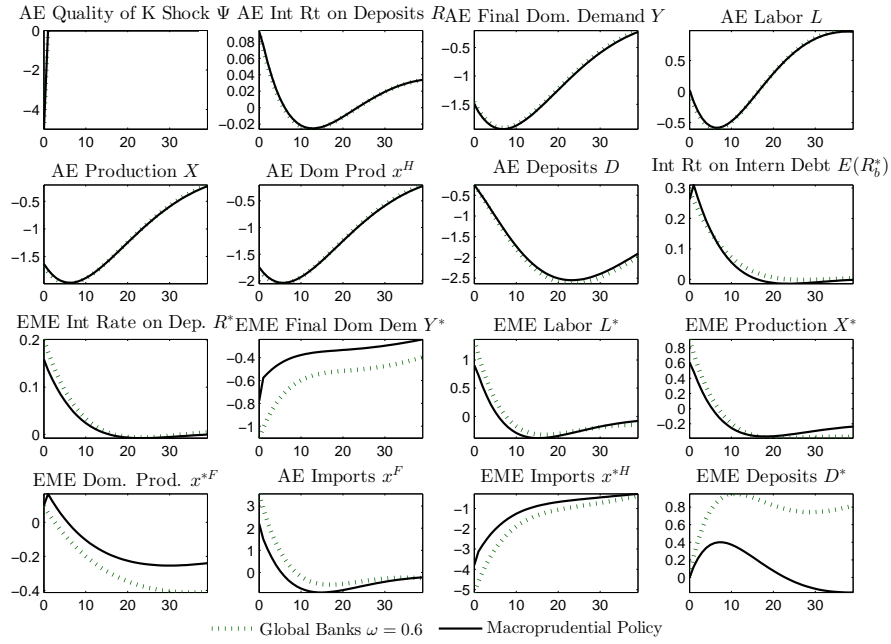 AE Quality of K Shock Ψ AE Int Rt on Deposits R AE Final Dom. Demand Y AE Labor L
0 -2 -4 0 10 20 30
0.08 0.06 0.04 0.02 0 -0.02 0 10 20 30
-0.5 -1 -1.5 0 10 20 30
0.5 0 -0.5 0 10 20 30
AE Production X AE Dom Prod x^H AE Deposits D Int Rt on Intern Debt E(R*_b)
-0.5 -1 -1.5 0 10 20 30
-0.5 -1 -1.5 -2 0 10 20 30
-0.5 -1 -1.5 -2 -2.5 0 10 20 30
0.3 0.2 0.1 0 0 10 20 30
EME Int Rate on Dep. R* EME Final Dom Dem Y* EME Labor L* EME Production X*
0.2 0.1 0 0 10 20 30
-0.4 -0.6 -0.8 -1 0 10 20 30
1 0.5 0 0 10 20 30
0.8 0.6 0.4 0.2 0 -0.2 0 10 20 30
EME Dom. Prod. x*F AE Imports x^F EME Imports x*H EME Deposits D*
0 -0.2 -0.4 0 10 20 30
3 2 1 0 0 10 20 30
-1 -2 -3 -4 -5 0 10 20 30
0.8 0.6 0.4 0.2 0 0 10 20 30
Global Banks ω = 0.6 Macroprudential Policy